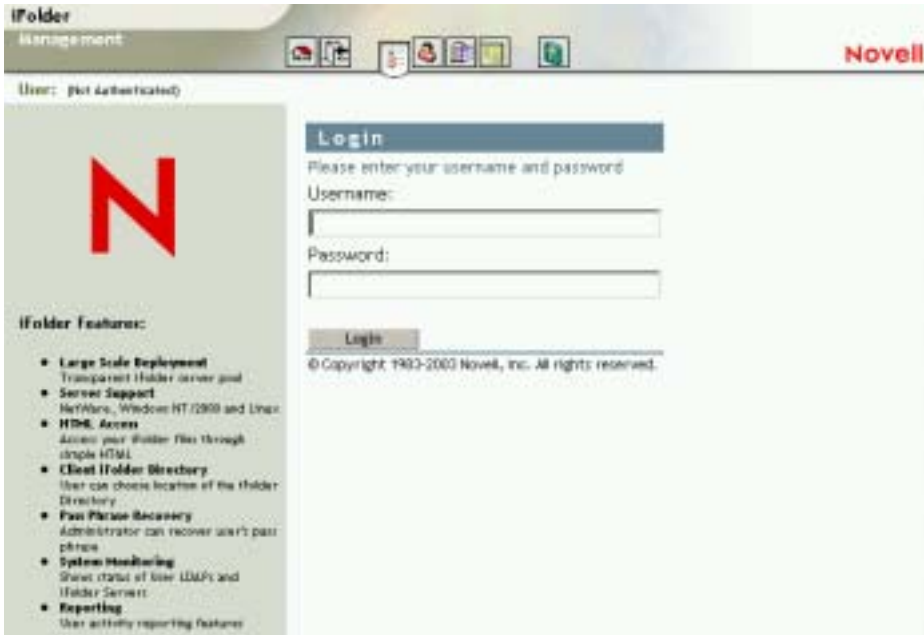 iFolder
Management
Novell
User: (Not Authenticated)
Login
Please enter your username and password
Username:
Password:
Login
© Copyright 1983-2003 Novell, Inc. All rights reserved.
N
iFolder Features:
Large Scale Deployment
Transparent iFolder server pool
Server Support
NetWare, Windows NT/2000 and Linux
HTML Access
Access your iFolder files through
simple HTML
Client iFolder Directory
User can choose location of the iFolder
Directory
Pass Phrase Recovery
Administrator can recover user's pass
phrase
System Monitoring
Shows status of User LDAPs and
iFolder Servers
Reporting
User activity reporting features